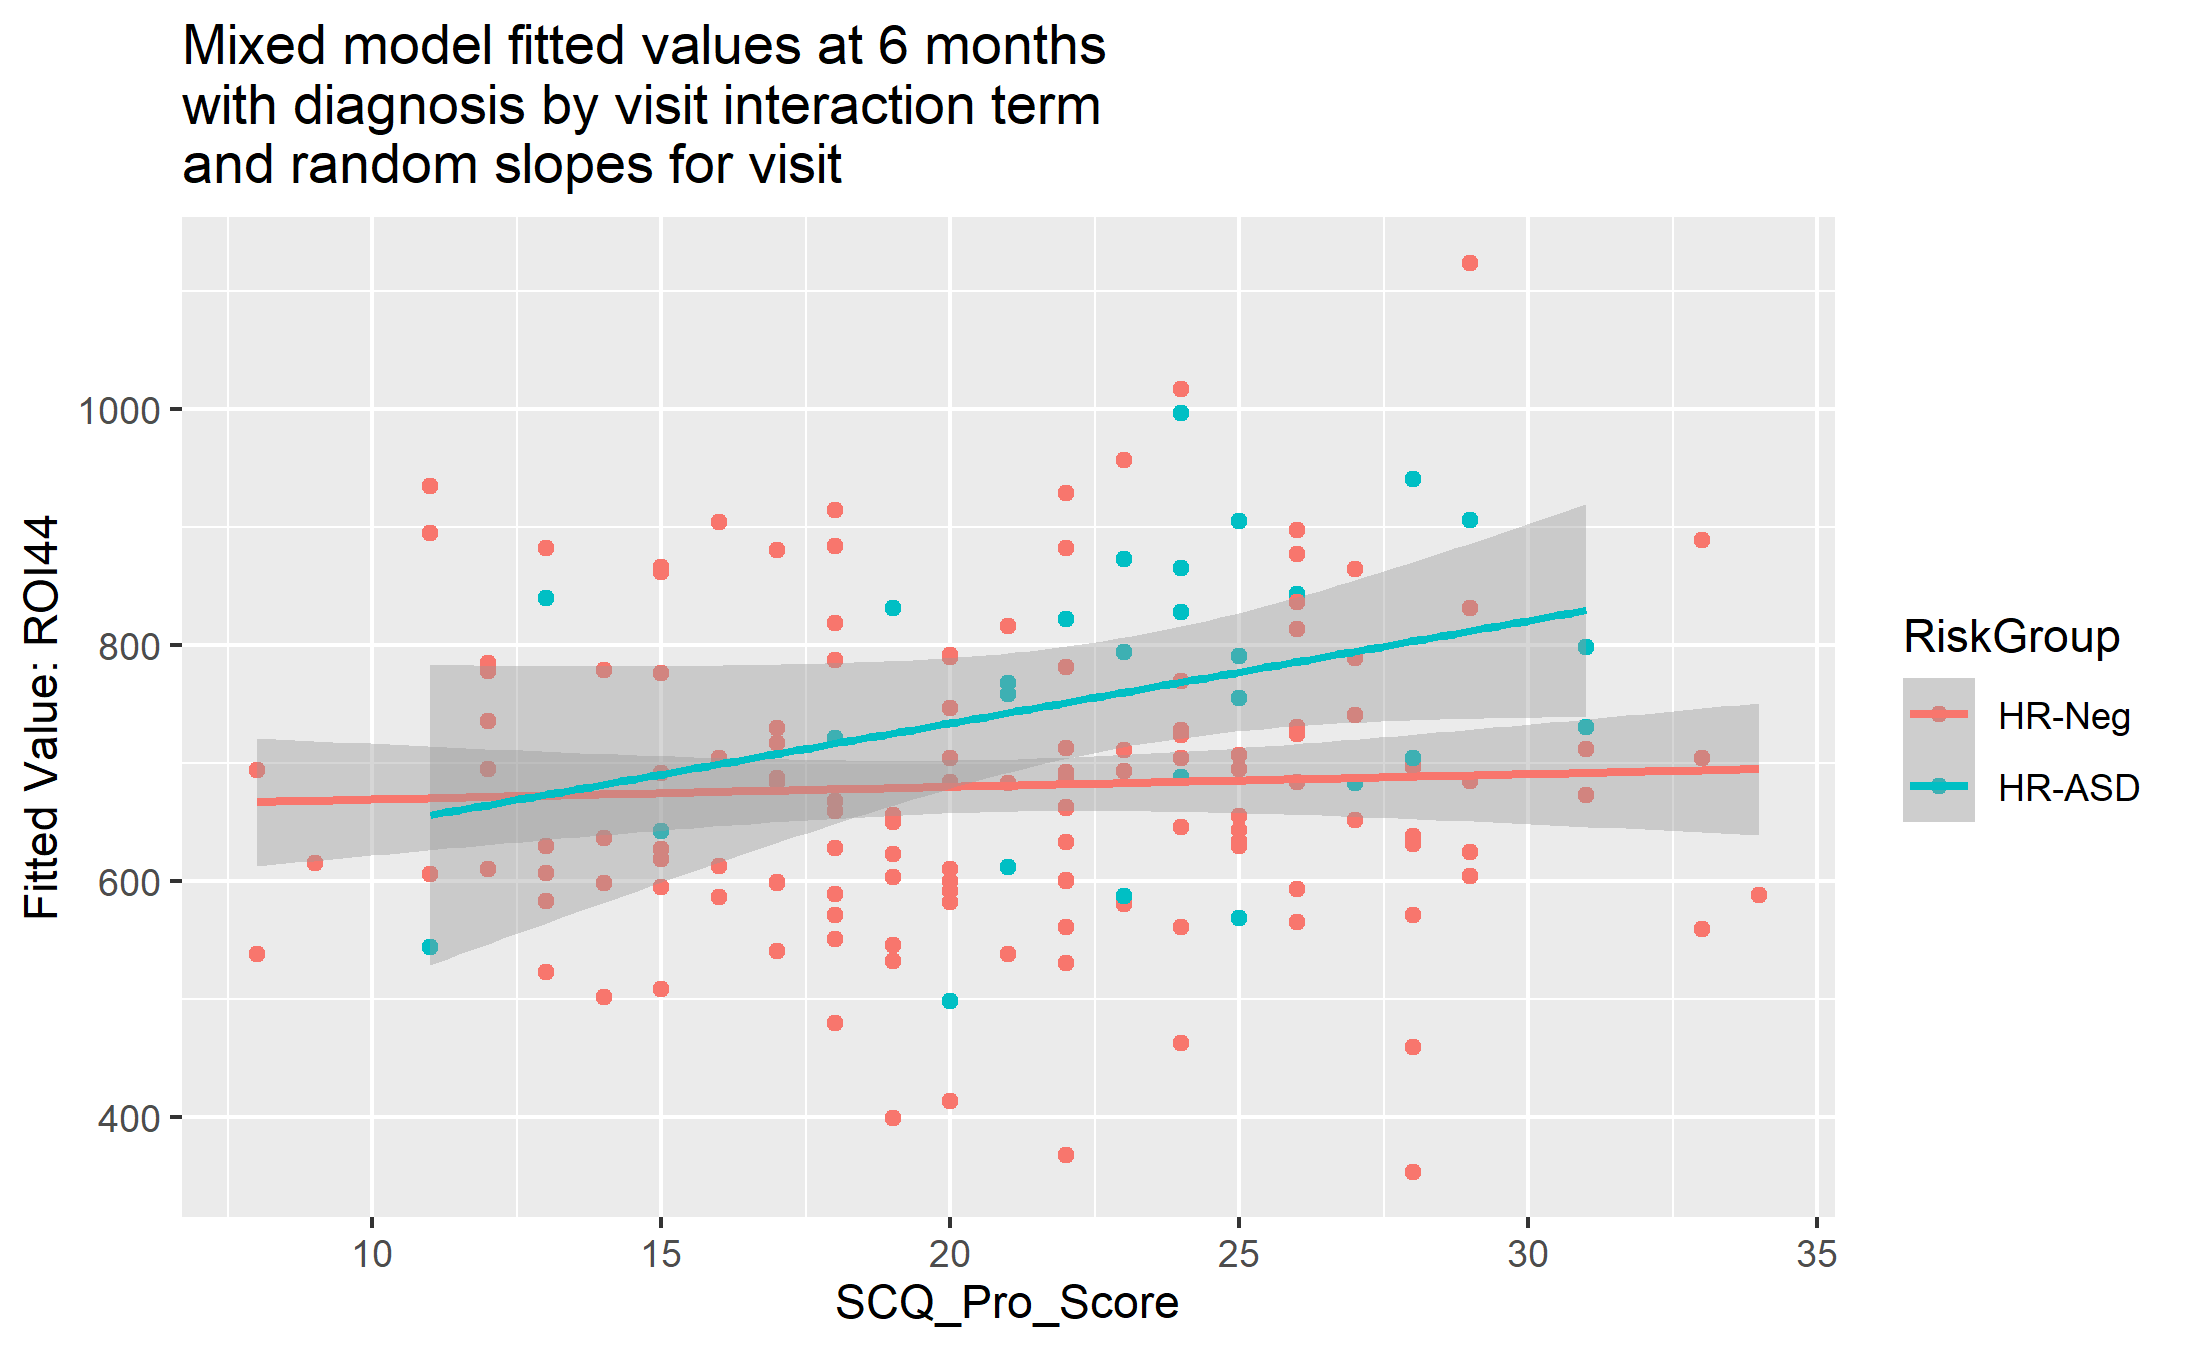 Mixed model fitted values at 6 months
with diagnosis by visit interaction term
and random slopes for visit
Fitted Value: ROI44
1000
800
600
400
10 15 20 25 30 35
SCQ_Pro_Score
RiskGroup
HR-Neg
HR-ASD